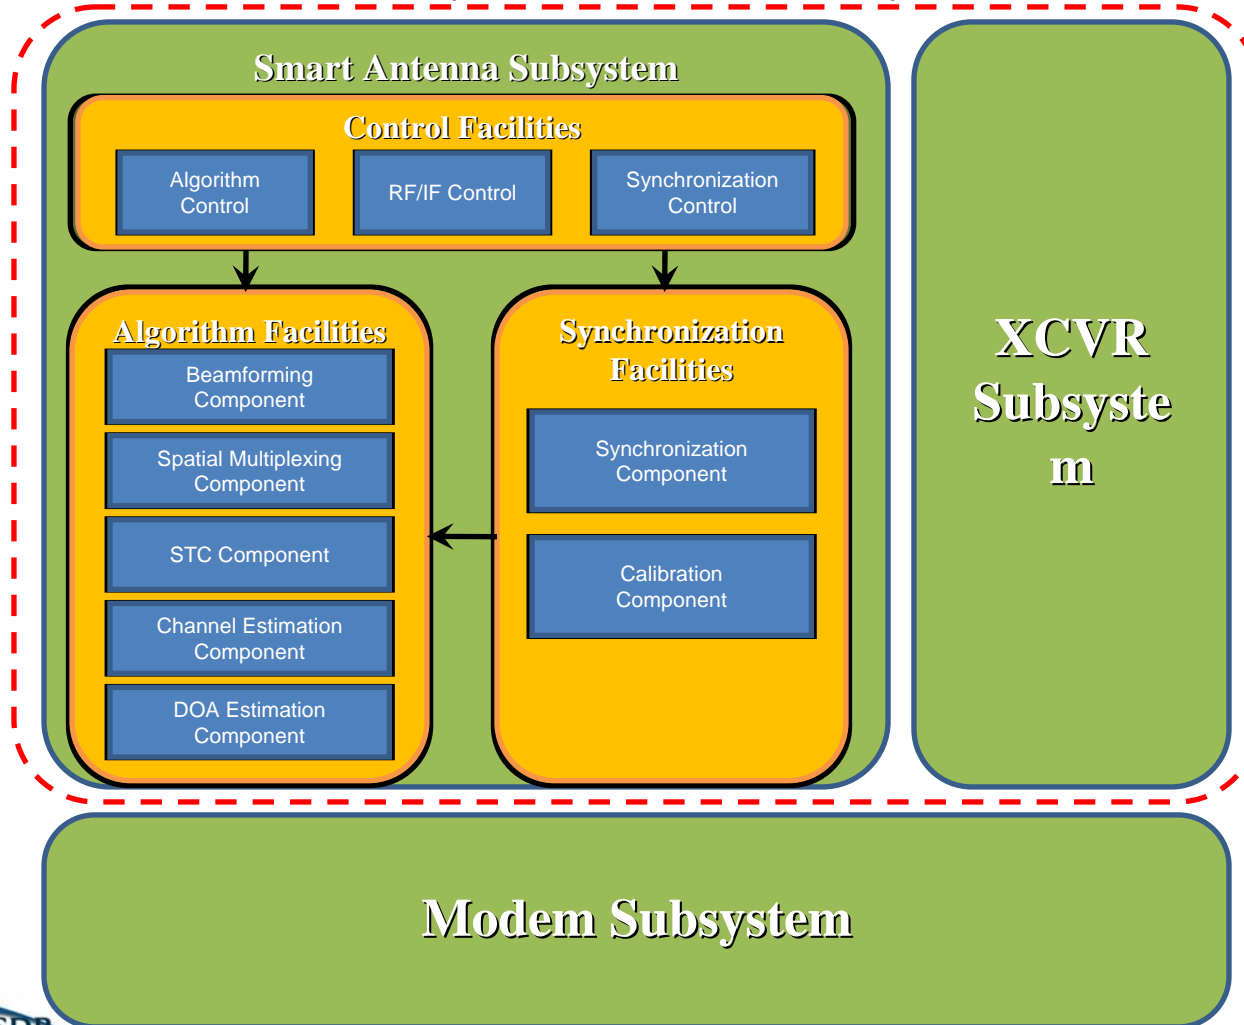 Smart Antenna Subsystem
Control Facilities
Algorithm
Control
RF/IF Control
Synchronization
Control
Algorithm Facilities
Beamforming
Component
Spatial Multiplexing
Component
STC Component
Channel Estimation
Component
DOA Estimation
Component
Synchronization
Facilities
Synchronization
Component
Calibration
Component
XCVR
Subsyste
m
Modem Subsystem